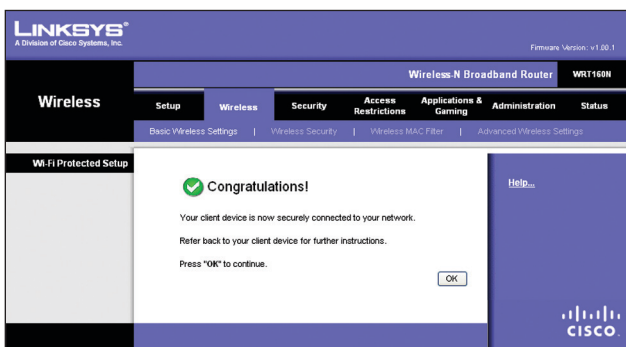 LINKSYS®
A Division of Cisco Systems, Inc.
Firmware Version: v1.00.1
Wireless-N Broadband Router WRT160N
Wireless
Setup Wireless Security Access Restrictions Applications & Gaming Administration Status
Basic Wireless Settings | Wireless Security | Wireless MAC Filter | Advanced Wireless Settings
Wi-Fi Protected Setup
Congratulations!
Help...
Your client device is now securely connected to your network.
Refer back to your client device for further instructions.
Press "OK" to continue.
OK
CISCO.